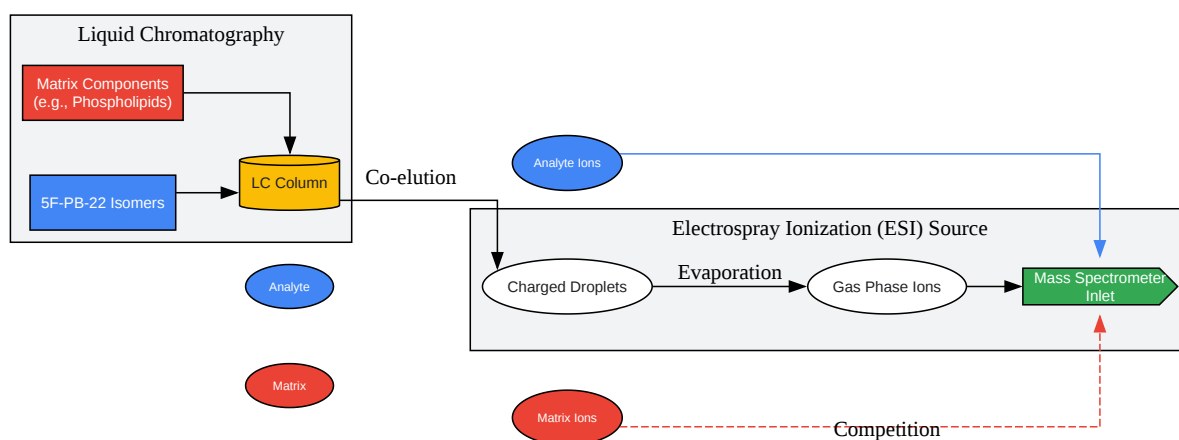 Liquid Chromatography
Matrix Components
(e.g., Phospholipids)
5F-PB-22 Isomers
LC Column
Co-elution
Analyte
Matrix
Analyte Ions
Electrospray Ionization (ESI) Source
Charged Droplets
Evaporation
Gas Phase Ions
Mass Spectrometer
Inlet
Matrix Ions
Competition